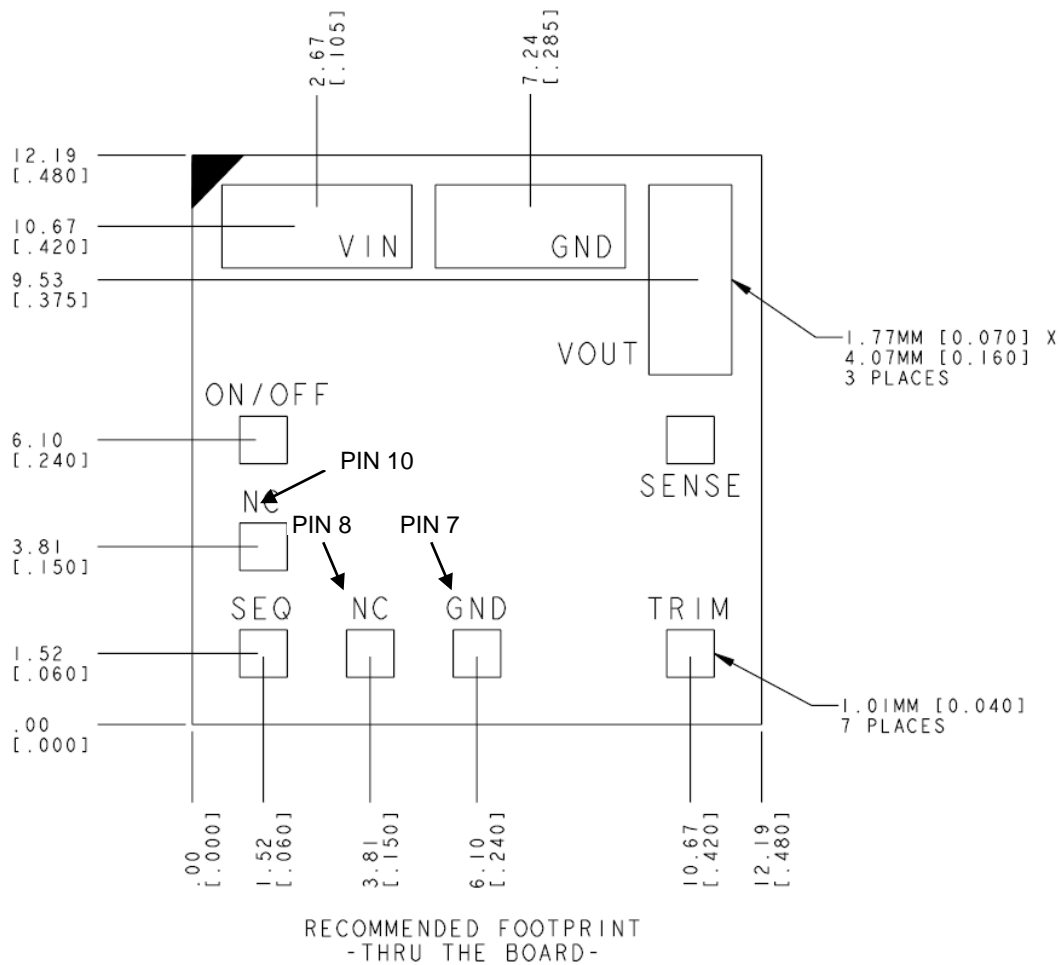 2.67
[.105]
7.24
[.285]
12.19
[.480]
10.67
[.420]
VIN
GND
9.53
[.375]
1.77MM [0.070] X
4.07MM [0.160]
3 PLACES
VOUT
ON/OFF
6.10
[.240]
PIN 10
SENSE
NC
PIN 8
PIN 7
3.81
[.150]
SEQ
NC
GND
TRIM
1.52
[.060]
1.01MM [0.040]
7 PLACES
.00
[.000]
.00
[.000]
1.52
[.060]
3.81
[.150]
6.10
[.240]
10.67
[.420]
12.19
[.480]
RECOMMENDED FOOTPRINT
-THRU THE BOARD-